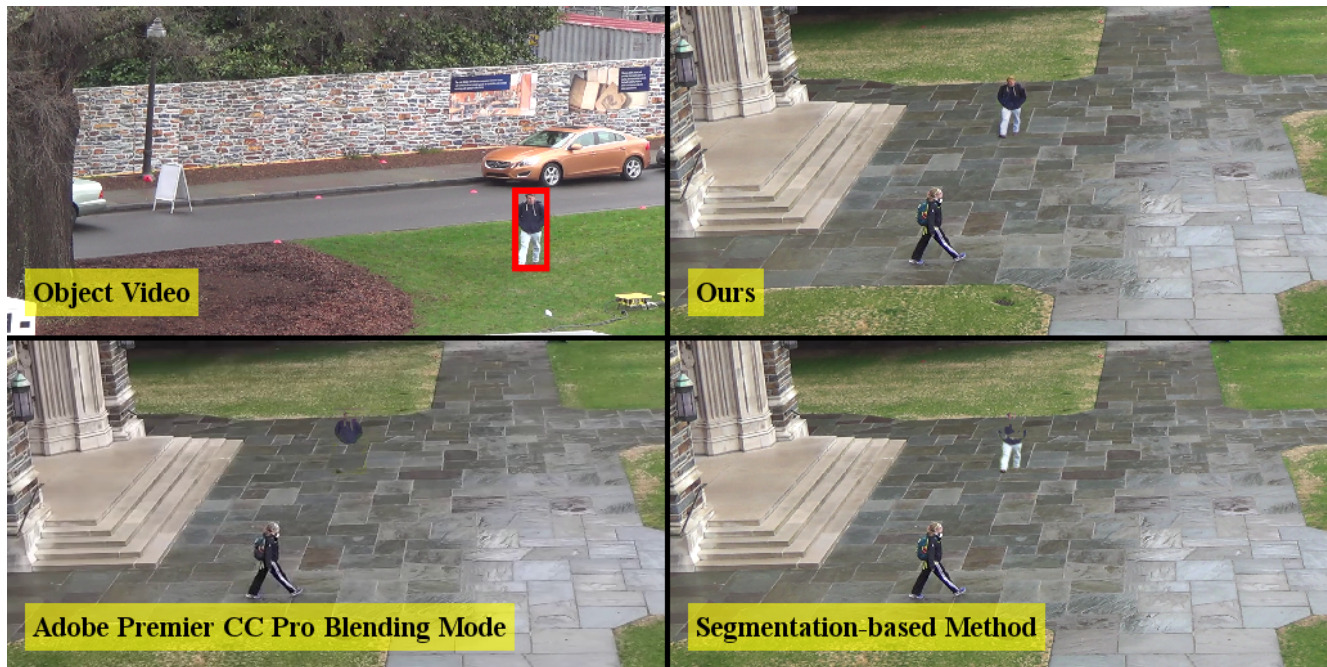 Object Video
Ours
Adobe Premier CC Pro Blending Mode
Segmentation-based Method